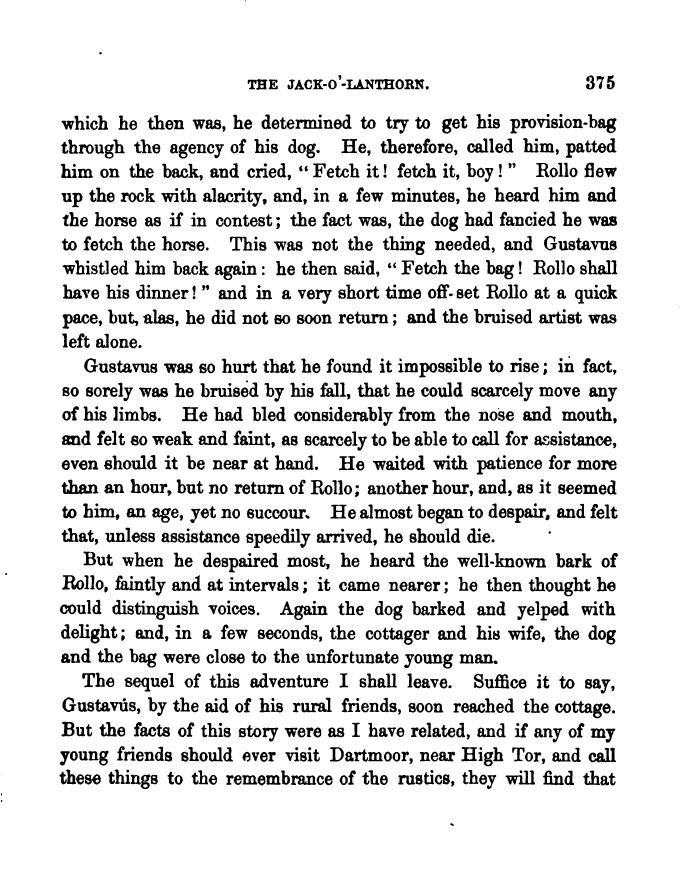 THE JACK-O'-LANTHORN. 375
which he then was, he determined to try to get his provision-bag
through the agency of his dog. He, therefore, called him, patted
him on the back, and cried, “Fetch it! fetch it, boy!” Rollo flew
up the rock with alacrity, and, in a few minutes, he heard him and
the horse as if in contest; the fact was, the dog had fancied he was
to fetch the horse. This was not the thing needed, and Gustavus
whistled him back again: he then said, “Fetch the bag! Rollo shall
have his dinner!” and in a very short time off set Rollo at a quick
pace, but, alas, he did not so soon return; and the bruised artist was
left alone.
Gustavus was so hurt that he found it impossible to rise; in fact,
so sorely was he bruised by his fall, that he could scarcely move any
of his limbs. He had bled considerably from the nose and mouth,
and felt so weak and faint, as scarcely to be able to call for assistance,
even should it be near at hand. He waited with patience for more
than an hour, but no return of Rollo; another hour, and, as it seemed
to him, an age, yet no succour. He almost began to despair, and felt
that, unless assistance speedily arrived, he should die.
But when he despaired most, he heard the well-known bark of
Rollo, faintly and at intervals; it came nearer; he then thought he
could distinguish voices. Again the dog barked and yelped with
delight; and, in a few seconds, the cottager and his wife, the dog
and the bag were close to the unfortunate young man.
The sequel of this adventure I shall leave. Suffice it to say,
Gustavus, by the aid of his rural friends, soon reached the cottage.
But the facts of this story were as I have related, and if any of my
young friends should ever visit Dartmoor, near High Tor, and call
these things to the remembrance of the rustics, they will find that